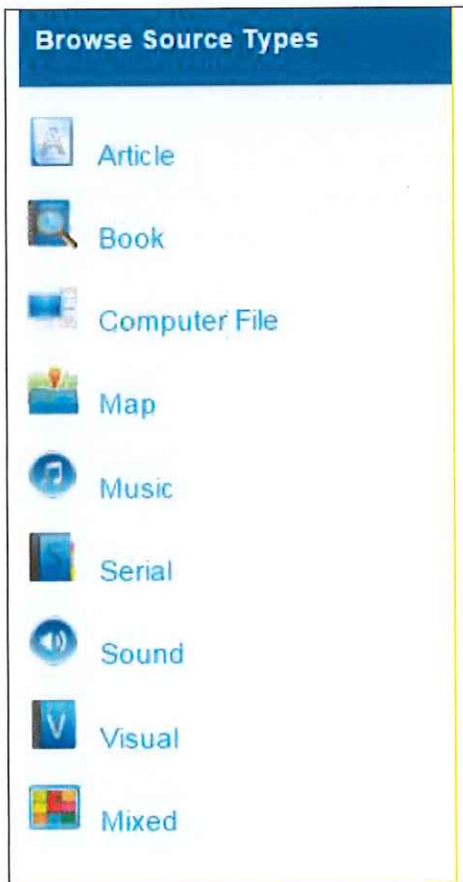 Browse Source Types
Article
Book
Computer File
Map
Music
Serial
Sound
Visual
Mixed